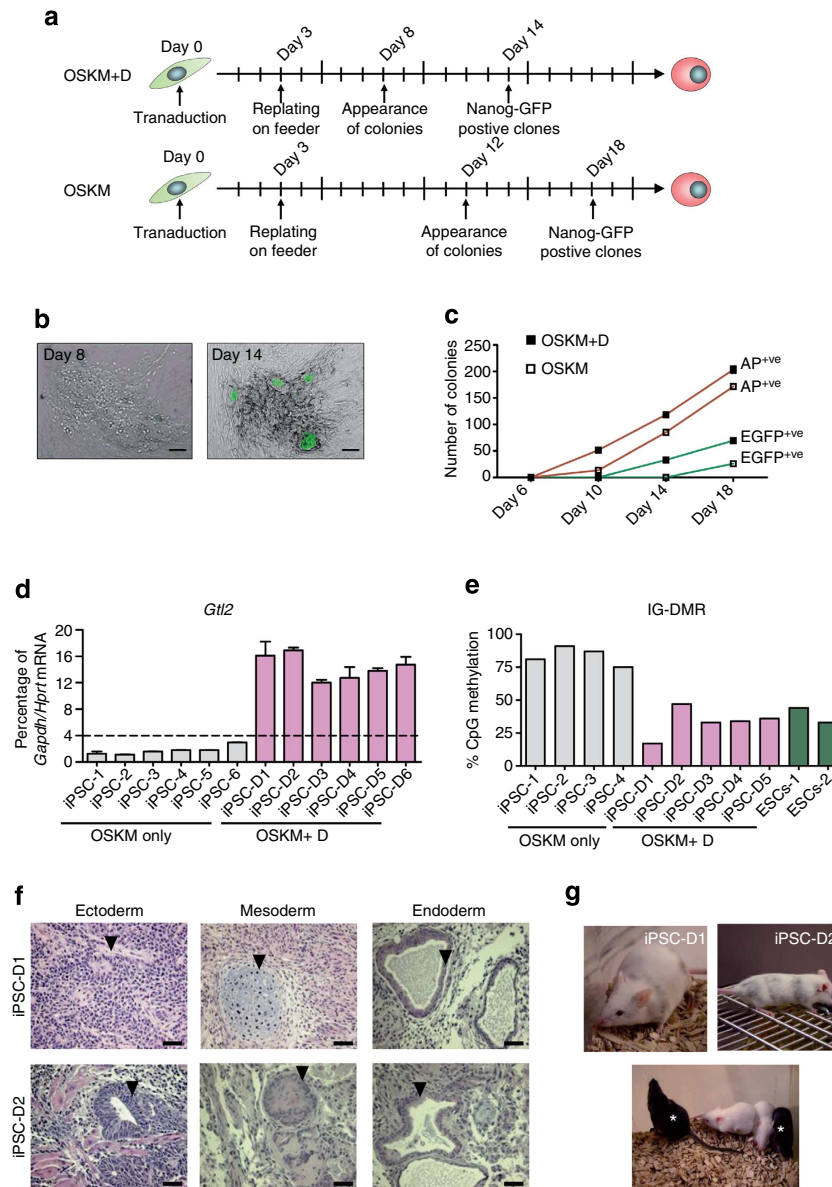 a
Day 0
Day 3
Day 8
Day 14
OSKM+D
Tranaduction
Replating
on feeder
Appearance
of colonies
Nanog-GFP
postive clones
Day 0
Day 3
Day 12
Day18
OSKM
Tranaduction
Replating
on feeder
Appearance
of colonies
Nanog-GFP
postive clones
b
Day 8
Day 14
c
Number of colonies
250
200
150
100
50
0
OSKM+D
OSKM
AP+ve
AP+ve
EGFP+ve
EGFP+ve
Day 6
Day 10
Day 14
Day 18
d
Gtl2
Percentage of
Gapdh/Hprt mRNA
20
16
12
8
4
0
iPSC-1
iPSC-2
iPSC-3
iPSC-4
iPSC-5
iPSC-6
iPSC-D1
iPSC-D2
iPSC-D3
iPSC-D4
iPSC-D5
iPSC-D6
OSKM only
OSKM+ D
e
IG-DMR
% CpG methylation
100
75
50
25
0
iPSC-1
iPSC-2
iPSC-3
iPSC-4
iPSC-D1
iPSC-D2
iPSC-D3
iPSC-D4
iPSC-D5
ESCs-1
ESCs-2
OSKM only
OSKM+ D
f
Ectoderm
Mesoderm
Endoderm
iPSC-D1
iPSC-D2
g
iPSC-D1
iPSC-D2
*
*